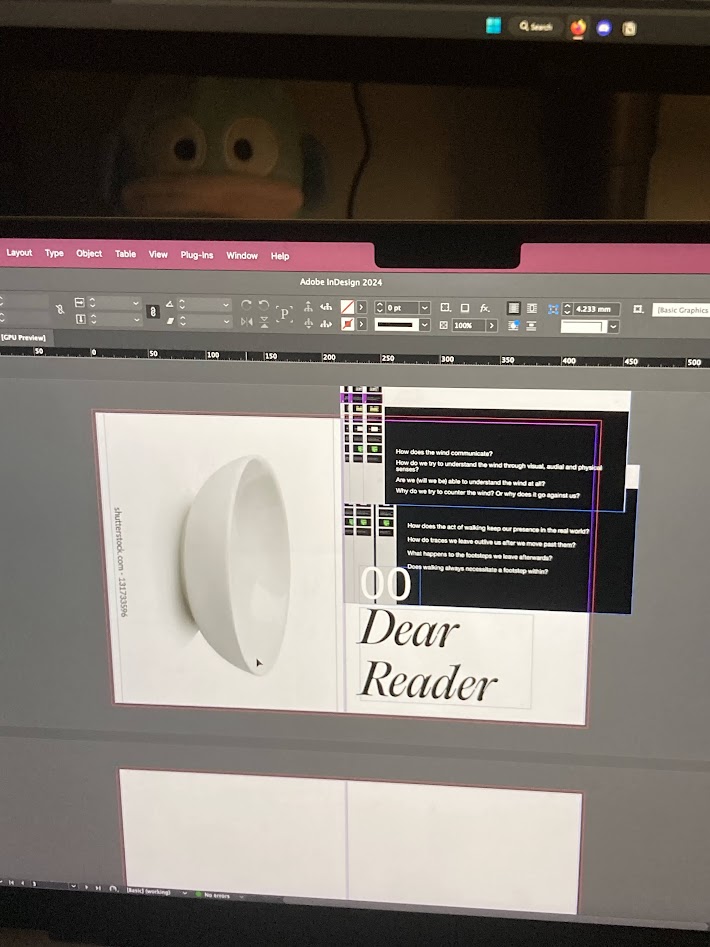 Search
Layout Type Object Table View Plug-ins Window Help
Adobe InDesign 2024
0 pt
fx.
4.233 mm
100%
[Basic Graphics
P
[GPU Preview]
50 0 50 100 150 200 250 300 350 400 450 500
shutterstock.com · 131733596
How does the wind communicate?
How do we try to understand the wind through visual, audial and physical
senses?
Are we (will we be) able to understand the wind at all?
Why do we try to counter the wind? Or why does it go against us?
How does the act of walking keep our presence in the real world?
How do traces we leave outlive us after we move past them?
What happens to the footsteps we leave afterwards?
Does walking always necessitate a footstep within?
00
Dear
Reader
3
[Basic] (working)
No errors